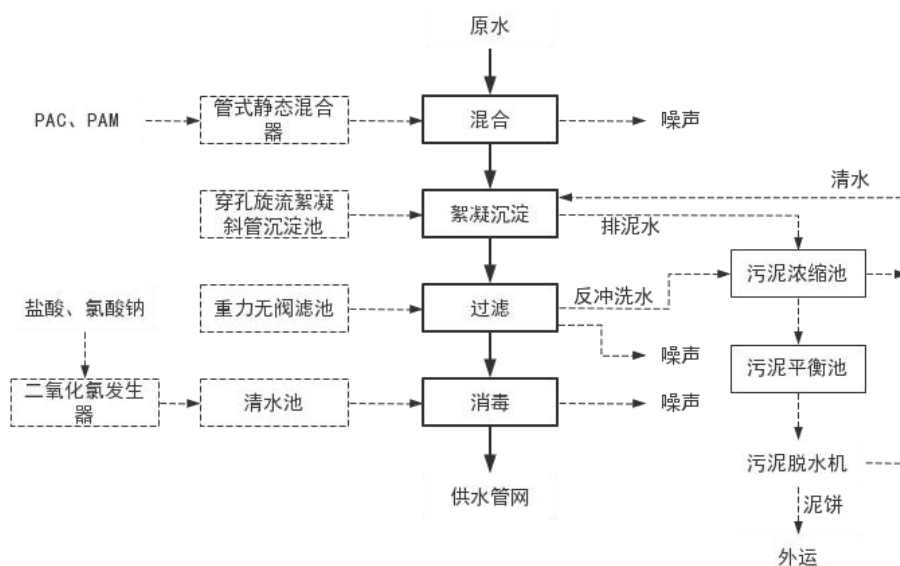 原水
PAC、PAM
管式静态混合
器
混合
噪声
清水
穿孔旋流絮凝
斜管沉淀池
絮凝沉淀
排泥水
污泥浓缩池
盐酸、氯酸钠
重力无阀滤池
过滤
反冲洗水
噪声
污泥平衡池
二氧化氯发生
器
清水池
消毒
噪声
污泥脱水机
供水管网
泥饼
外运